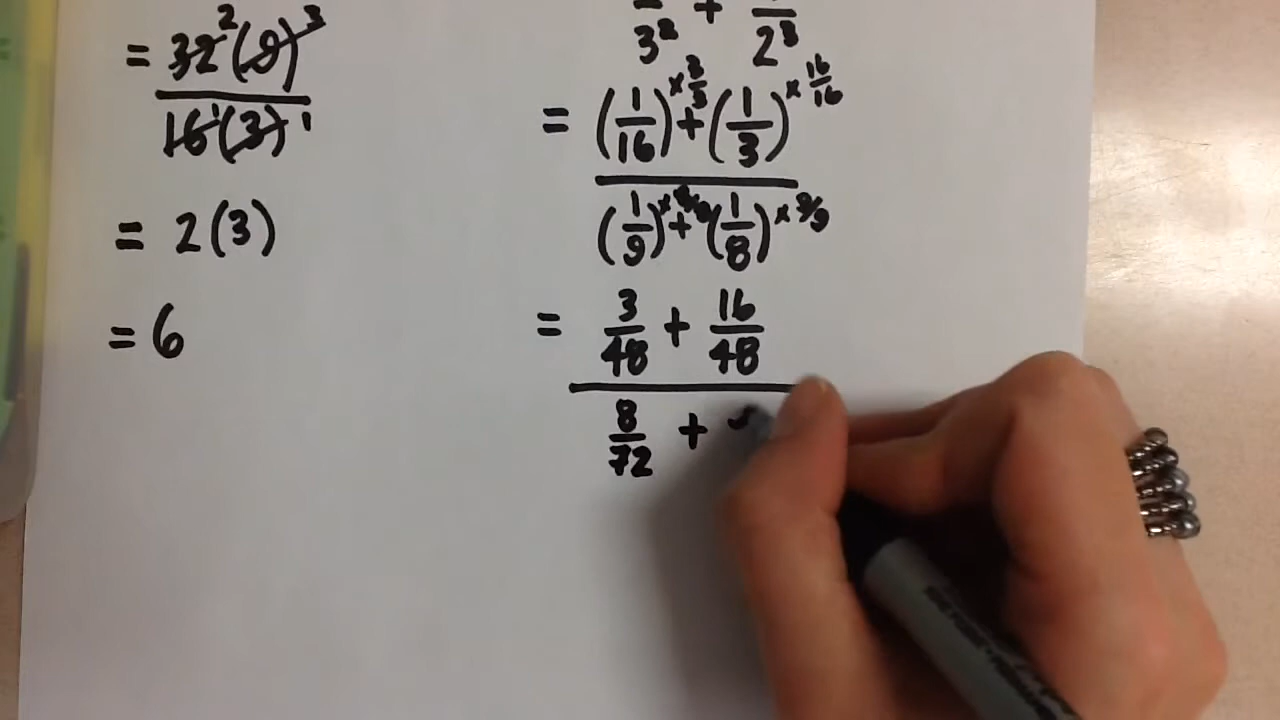 = 32²(9)³
16¹(3)¹
= 2(3)
= 6
+
3² 2³
= (1/16)×3/3 + (1/3)×16/16
(1/9)×8/8 + (1/8)×9/9
= 3/48 + 16/48
8/72 +